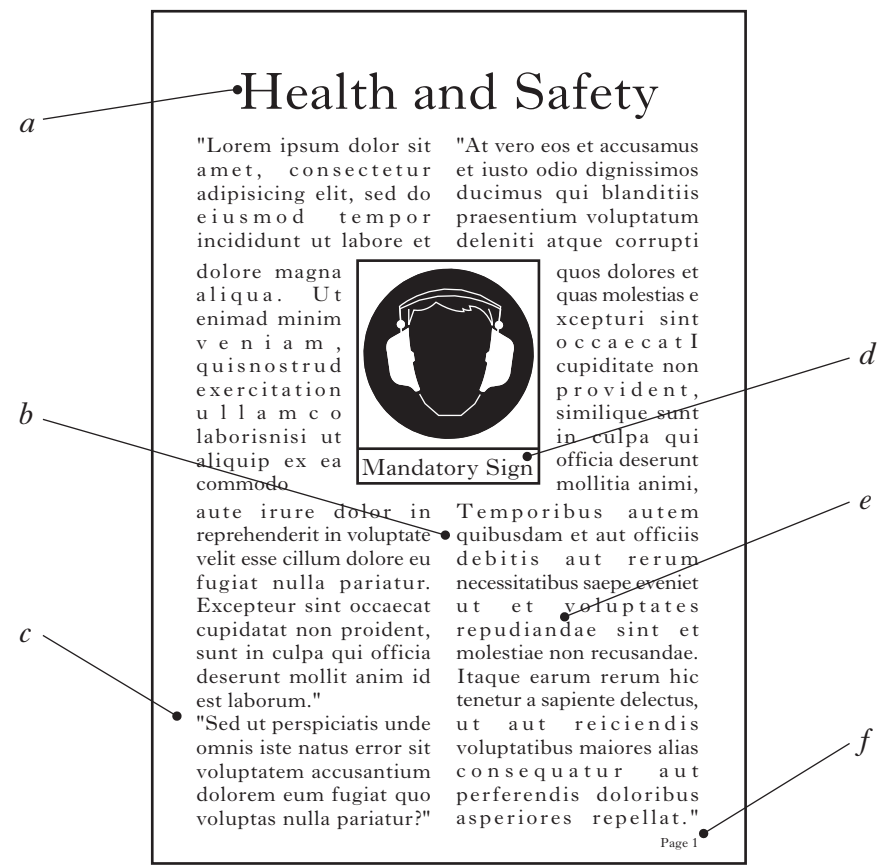 Health and Safety
"Lorem ipsum dolor sit
amet, consectetur
adipisicing elit, sed do
eiusmod tempor
incididunt ut labore et
dolore magna
aliqua. Ut
enimad minim
veniam,
quisnostrud
exercitation
ullamco
laborisnisi ut
aliquip ex ea
commodo
aute irure dolor in
reprehenderit in voluptate
velit esse cillum dolore eu
fugiat nulla pariatur.
Excepteur sint occaecat
cupidatat non proident,
sunt in culpa qui officia
deserunt mollit anim id
est laborum."
"Sed ut perspiciatis unde
omnis iste natus error sit
voluptatem accusantium
dolorem eum fugiat quo
voluptas nulla pariatur?"
"At vero eos et accusamus
et iusto odio dignissimos
ducimus qui blanditiis
praesentium voluptatum
deleniti atque corrupti
quos dolores et
quas molestias e
xcepturi sint
occaecatI
cupiditate non
provident,
similique sunt
in culpa qui
officia deserunt
mollitia animi,
Temporibus autem
quibusdam et aut officiis
debitis aut rerum
necessitatibus saepe eveniet
ut et voluptates
repudiandae sint et
molestiae non recusandae.
Itaque earum rerum hic
tenetur a sapiente delectus,
ut aut reiciendis
voluptatibus maiores alias
consequatur aut
perferendis doloribus
asperiores repellat."
Mandatory Sign
Page 1
a
b
c
d
e
f